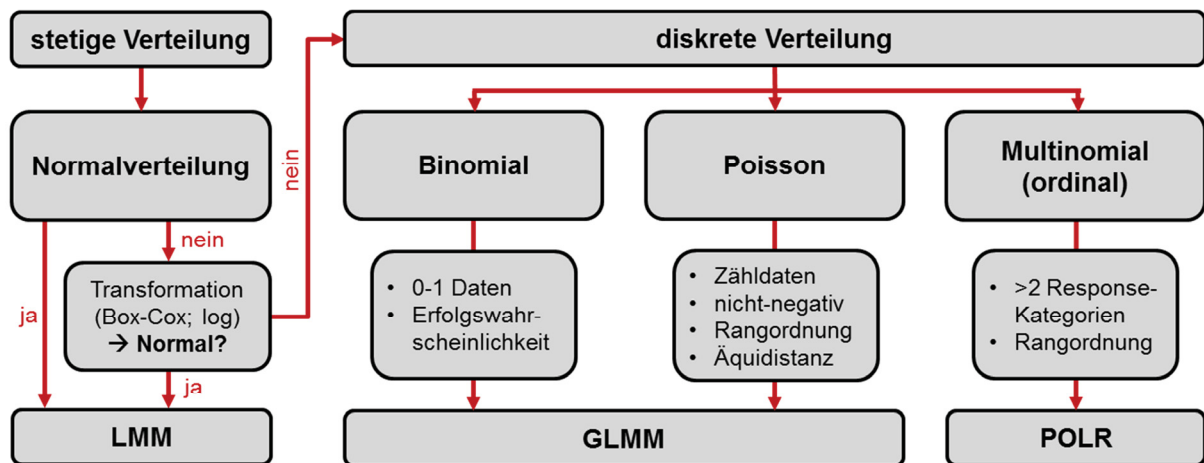 stetige Verteilung
Normalverteilung
nein
ja
Transformation
(Box-Cox; log)
→ Normal?
ja
LMM
nein
diskrete Verteilung
Binomial
• 0-1 Daten
• Erfolgswahr-
scheinlichkeit
Poisson
• Zähldaten
• nicht-negativ
• Rangordnung
• Äquidistanz
GLMM
Multinomial
(ordinal)
• >2 Response-
Kategorien
• Rangordnung
POLR